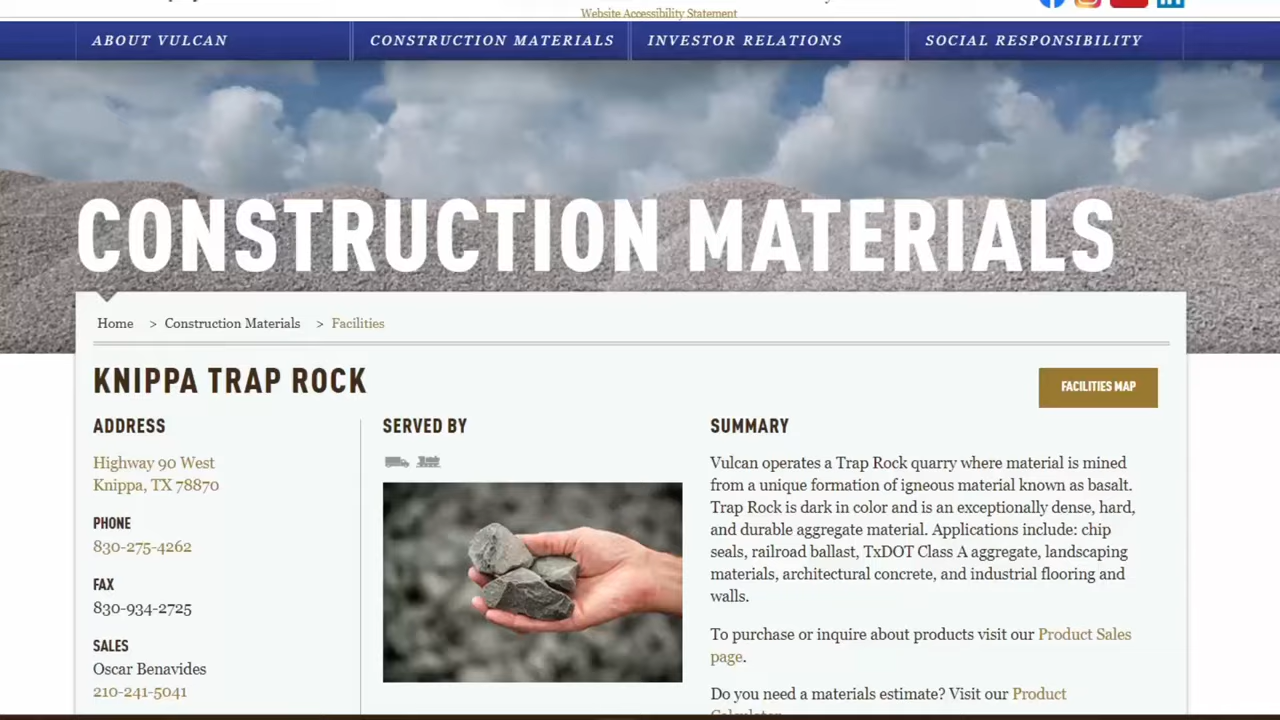 Website Accessibility Statement
ABOUT VULCAN
CONSTRUCTION MATERIALS
INVESTOR RELATIONS
SOCIAL RESPONSIBILITY
CONSTRUCTION MATERIALS
Home > Construction Materials > Facilities
KNIPPA TRAP ROCK
FACILITIES MAP
ADDRESS
Highway 90 West
Knippa, TX 78870
PHONE
830-275-4262
FAX
830-934-2725
SALES
Oscar Benavides
210-241-5041
SERVED BY
SUMMARY
Vulcan operates a Trap Rock quarry where material is mined
from a unique formation of igneous material known as basalt.
Trap Rock is dark in color and is an exceptionally dense, hard,
and durable aggregate material. Applications include: chip
seals, railroad ballast, TxDOT Class A aggregate, landscaping
materials, architectural concrete, and industrial flooring and
walls.
To purchase or inquire about products visit our Product Sales
page.
Do you need a materials estimate? Visit our Product